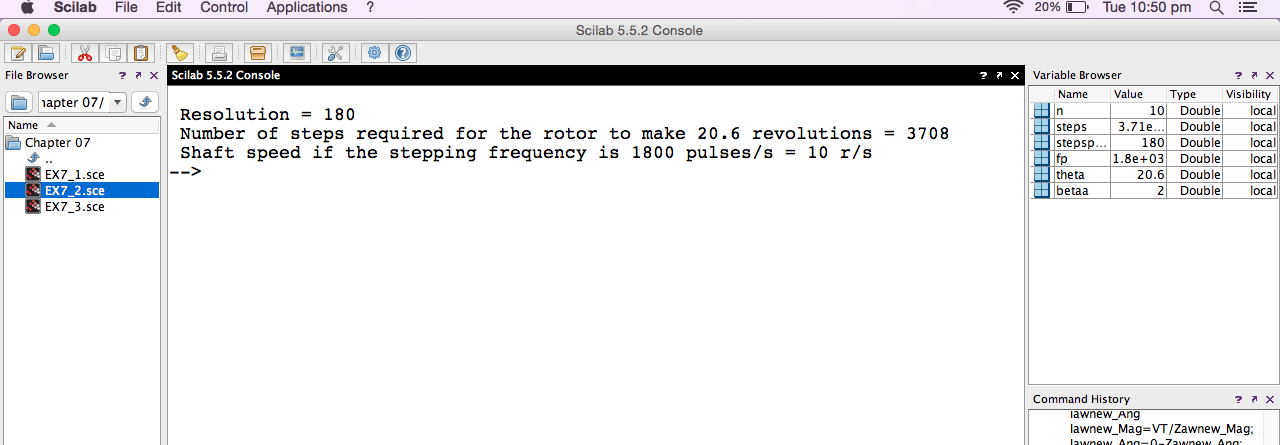 Scilab File Edit Control Applications ? 20% Tue 10:50 pm
Scilab 5.5.2 Console
File Browser ? Scilab 5.5.2 Console ? Variable Browser ?
apter 07/
Name
Chapter 07
..
EX7_1.sce
EX7_2.sce
EX7_3.sce
Resolution = 180
Number of steps required for the rotor to make 20.6 revolutions = 3708
Shaft speed if the stepping frequency is 1800 pulses/s = 10 r/s
-->
Name Value Type Visibility
n 10 Double local
steps 3.71e... Double local
stepsp... 180 Double local
fp 1.8e+03 Double local
theta 20.6 Double local
betaa 2 Double local
Command History ?
Iawnew_Ang
Iawnew_Mag=VT/Zawnew_Mag;
Iawnew_Ang=0-Zawnew_Ang;